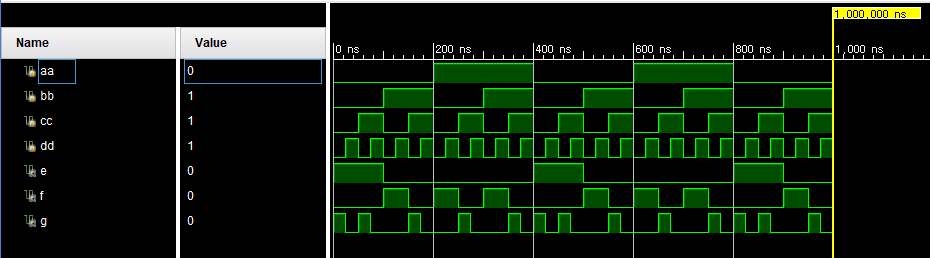 1,000,000 ns
Name Value
0 ns 200 ns 400 ns 600 ns 800 ns 1,000 ns
aa 0
bb 1
cc 1
dd 1
e 0
f 0
g 0